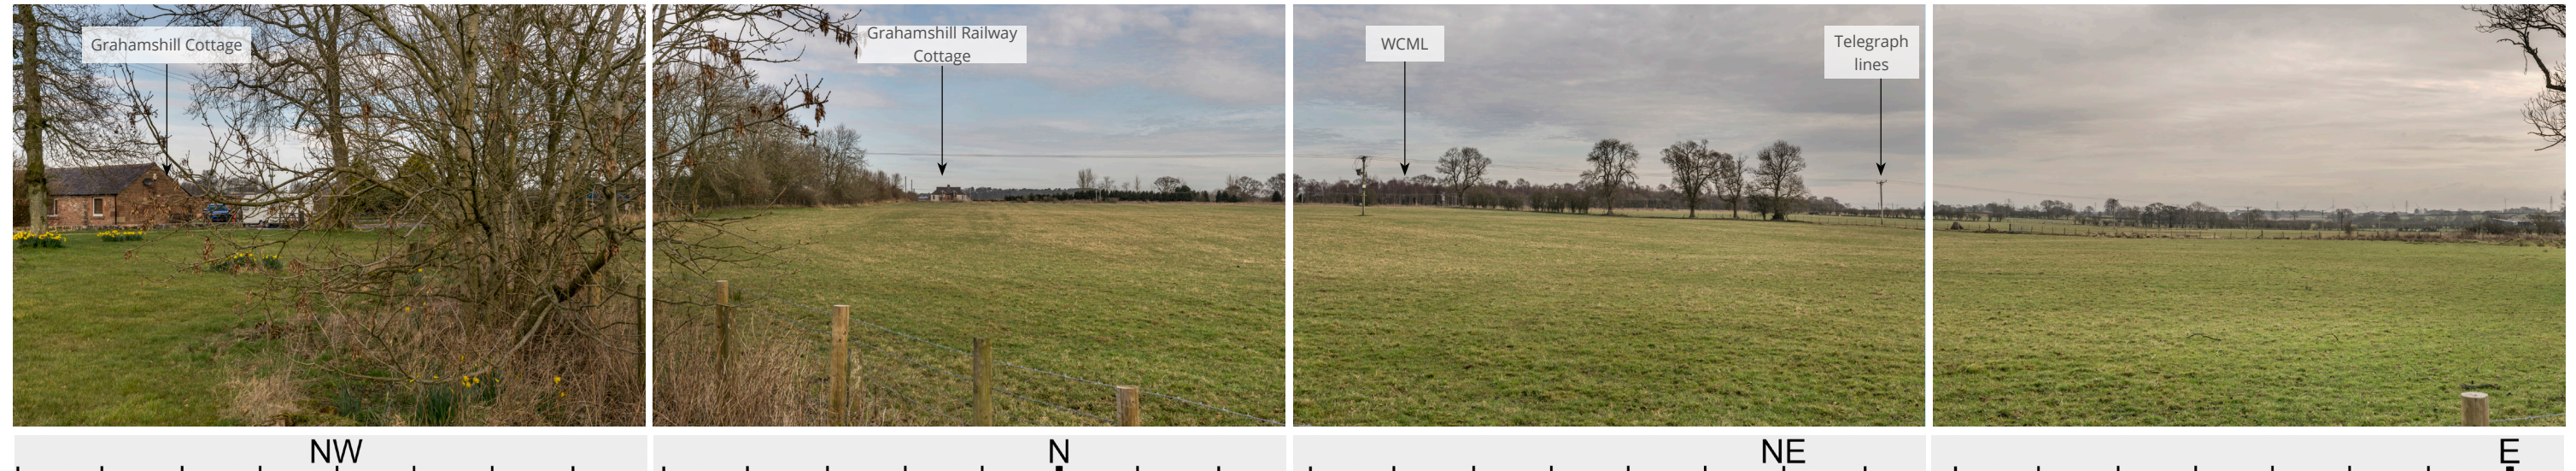 Grahamshill Cottage
Grahamshill Railway
Cottage
WCML
Telegraph
lines
NW
N
NE
E